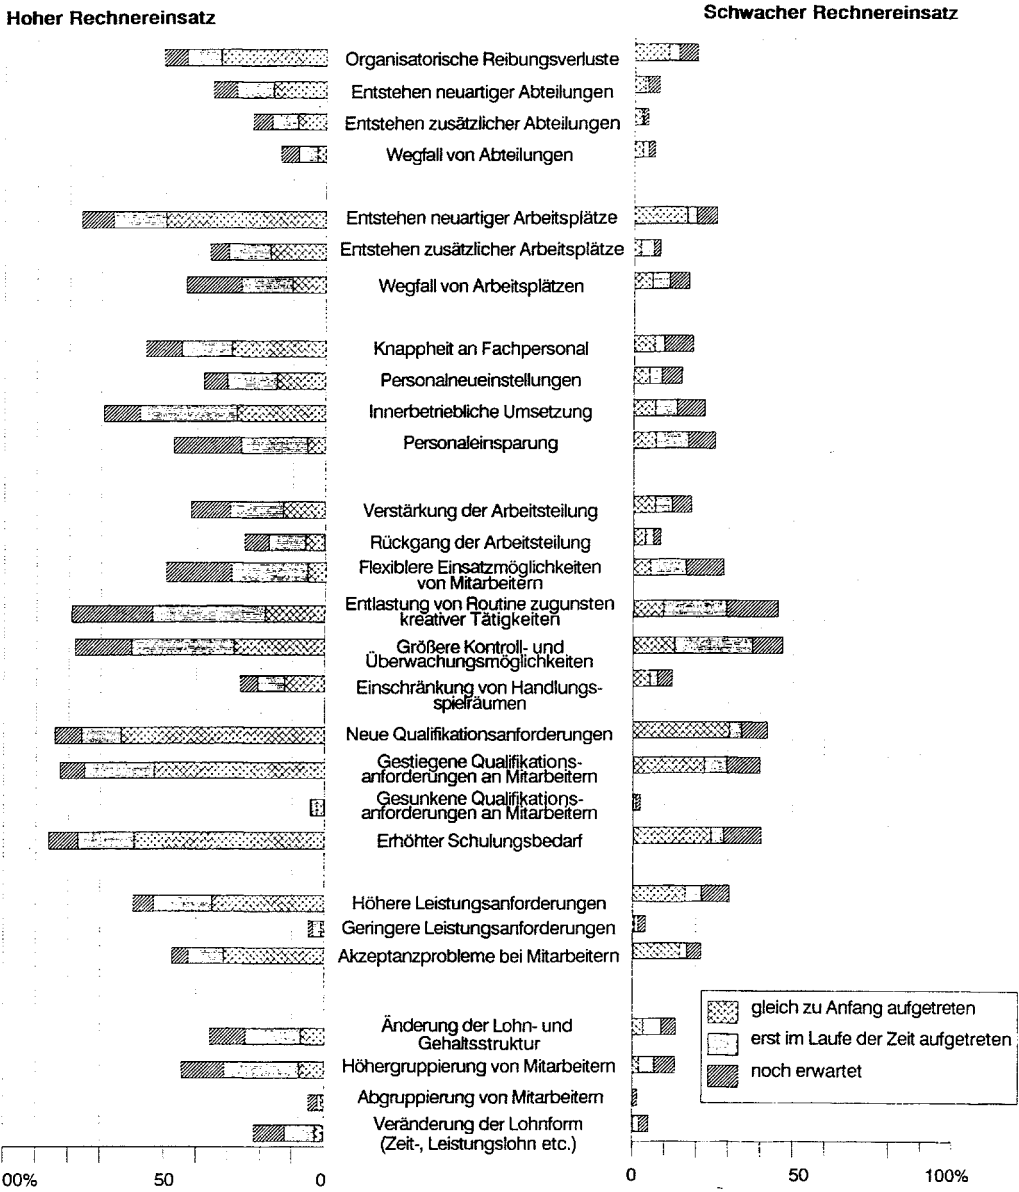 Hoher Rechnereinsatz
Schwacher Rechnereinsatz
Organisatorische Reibungsverluste
Entstehen neuartiger Abteilungen
Entstehen zusätzlicher Abteilungen
Wegfall von Abteilungen
Entstehen neuartiger Arbeitsplätze
Entstehen zusätzlicher Arbeitsplätze
Wegfall von Arbeitsplätzen
Knappheit an Fachpersonal
Personalneueinstellungen
Innerbetriebliche Umsetzung
Personaleinsparung
Verstärkung der Arbeitsteilung
Rückgang der Arbeitsteilung
Flexiblere Einsatzmöglichkeiten
von Mitarbeitern
Entlastung von Routine zugunsten
kreativer Tätigkeiten
Größere Kontroll- und
Überwachungsmöglichkeiten
Einschränkung von Handlungs-
spielräumen
Neue Qualifikationsanforderungen
Gestiegene Qualifikations-
anforderungen an Mitarbeitern
Gesunkene Qualifikations-
anforderungen an Mitarbeitern
Erhöhter Schulungsbedarf
Höhere Leistungsanforderungen
Geringere Leistungsanforderungen
Akzeptanzprobleme bei Mitarbeitern
Änderung der Lohn- und
Gehaltsstruktur
Höhergruppierung von Mitarbeitern
Abgruppierung von Mitarbeitern
Veränderung der Lohnform
(Zeit-, Leistungslohn etc.)
gleich zu Anfang aufgetreten
erst im Laufe der Zeit aufgetreten
noch erwartet
00% 50 0
0 50 100%